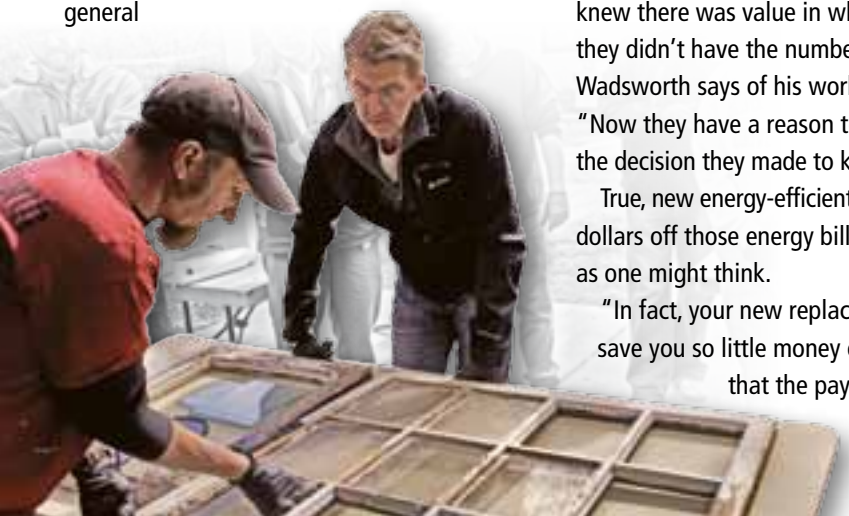 general
knew there was value in wh
they didn't have the numbe
Wadsworth says of his work
"Now they have a reason t
the decision they made to k
True, new energy-efficient
dollars off those energy bill
as one might think.
"In fact, your new replac
save you so little money
that the pay